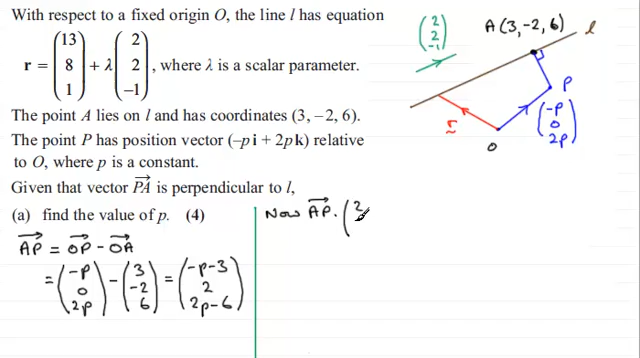 With respect to a fixed origin O, the line l has equation
r = (13 8 1) + λ (2 2 −1), where λ is a scalar parameter.
The point A lies on l and has coordinates (3, −2, 6).
The point P has position vector (−pi + 2pk) relative
to O, where p is a constant.
Given that vector PA is perpendicular to l,
(a) find the value of p. (4)
AP = OP − OA
= (−p 0 2p) − (3 −2 6) = (−p−3 2 2p−6)
Now AP . (2
(2 2 −1)
A (3, −2, 6)
l
P
r
(−p 0 2p)
O